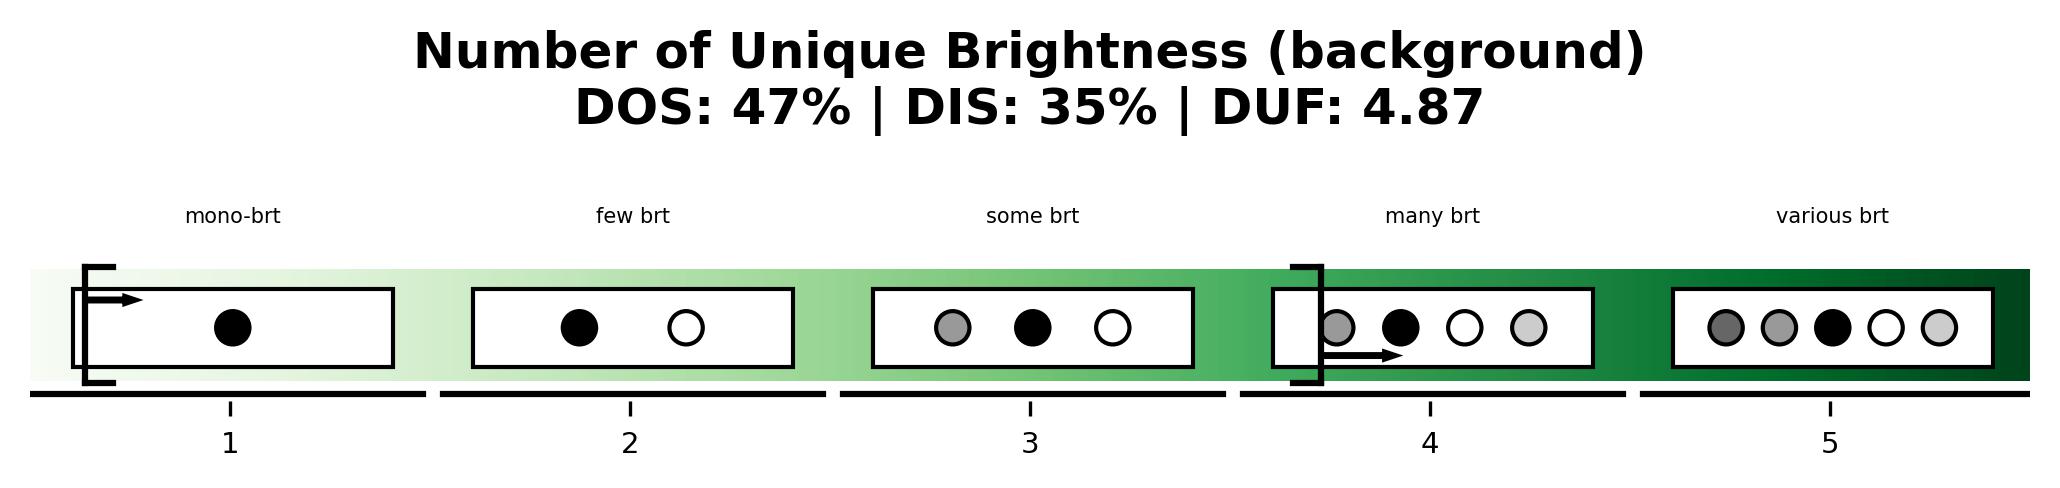 Number of Unique Brightness (background)
DOS: 47% | DIS: 35% | DUF: 4.87
mono-brt
few brt
some brt
many brt
various brt
1
2
3
4
5